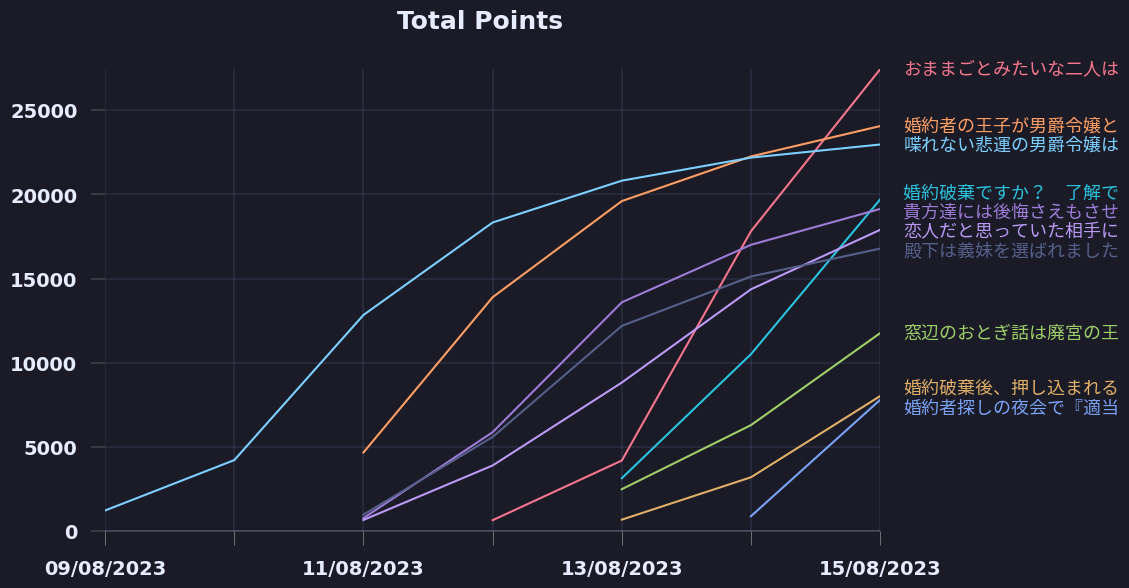 Total Points
おままごとみたいな二人は
25000
婚約者の王子が男爵令嬢と
喋れない悲運の男爵令嬢は
20000
婚約破棄ですか？　了解で
貴方達には後悔さえもさせ
恋人だと思っていた相手に
殿下は義妹を選ばれました
15000
窓辺のおとぎ話は廃宮の王
10000
婚約破棄後、押し込まれる
婚約者探しの夜会で『適当
5000
0
09/08/2023 11/08/2023 13/08/2023 15/08/2023